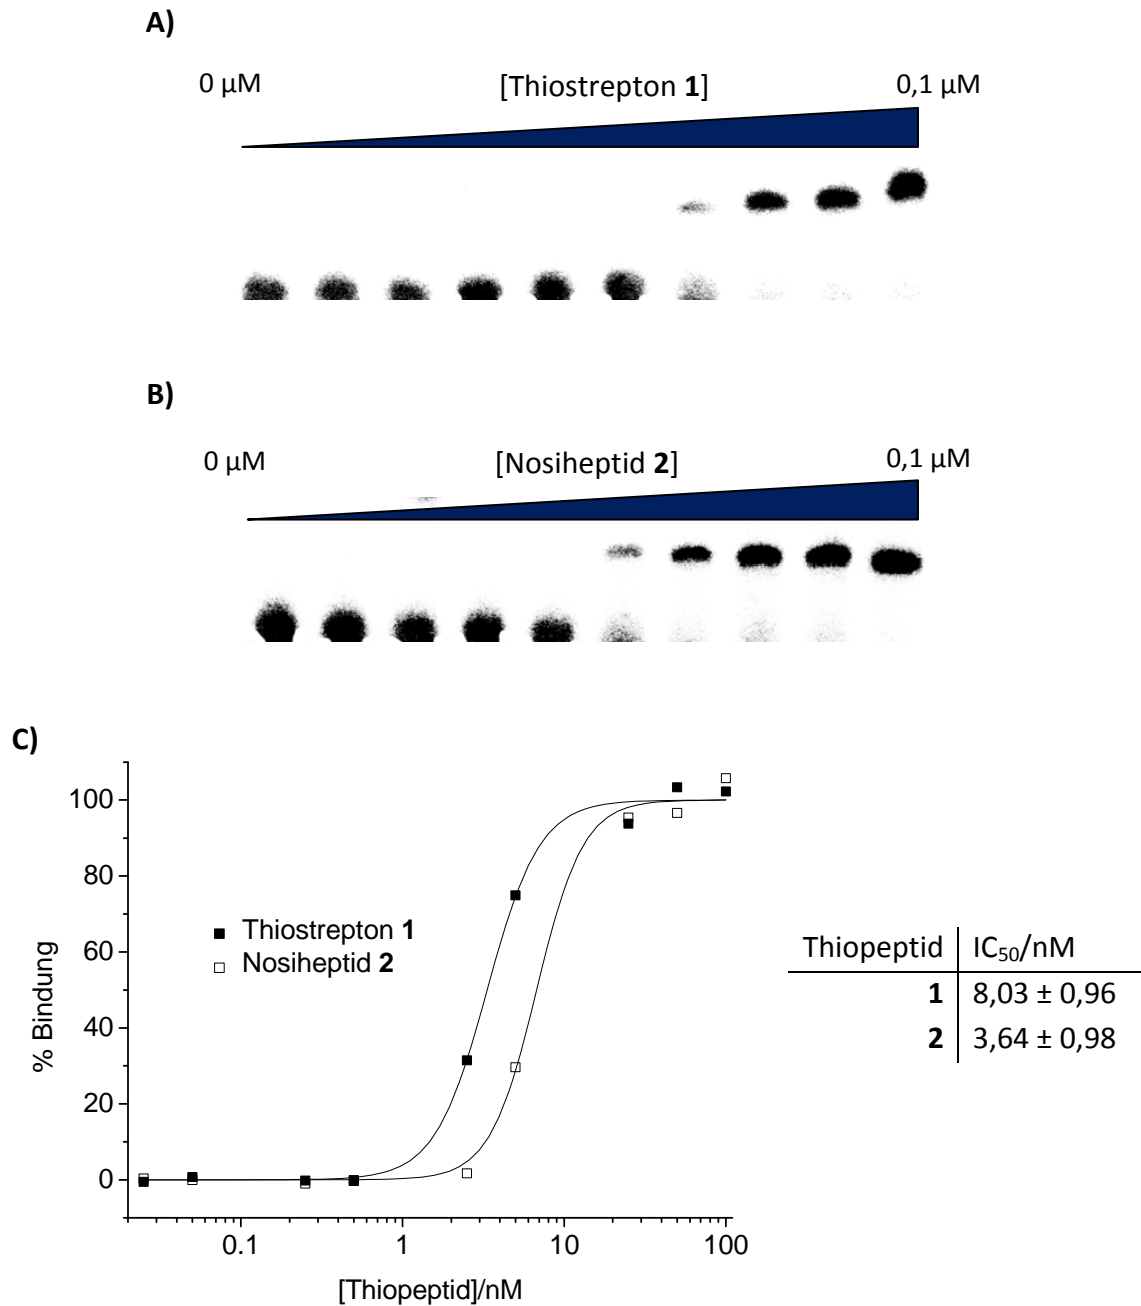 A)
0 µM [Thiostrepton 1] 0,1 µM
B)
0 µM [Nosiheptid 2] 0,1 µM
C)
100
80
60
40
20
0
% Bindung
Thiostrepton 1
Nosiheptid 2
0.1 1 10 100
[Thiopeptid]/nM
Thiopeptid IC50/nM
1 8,03 ± 0,96
2 3,64 ± 0,98